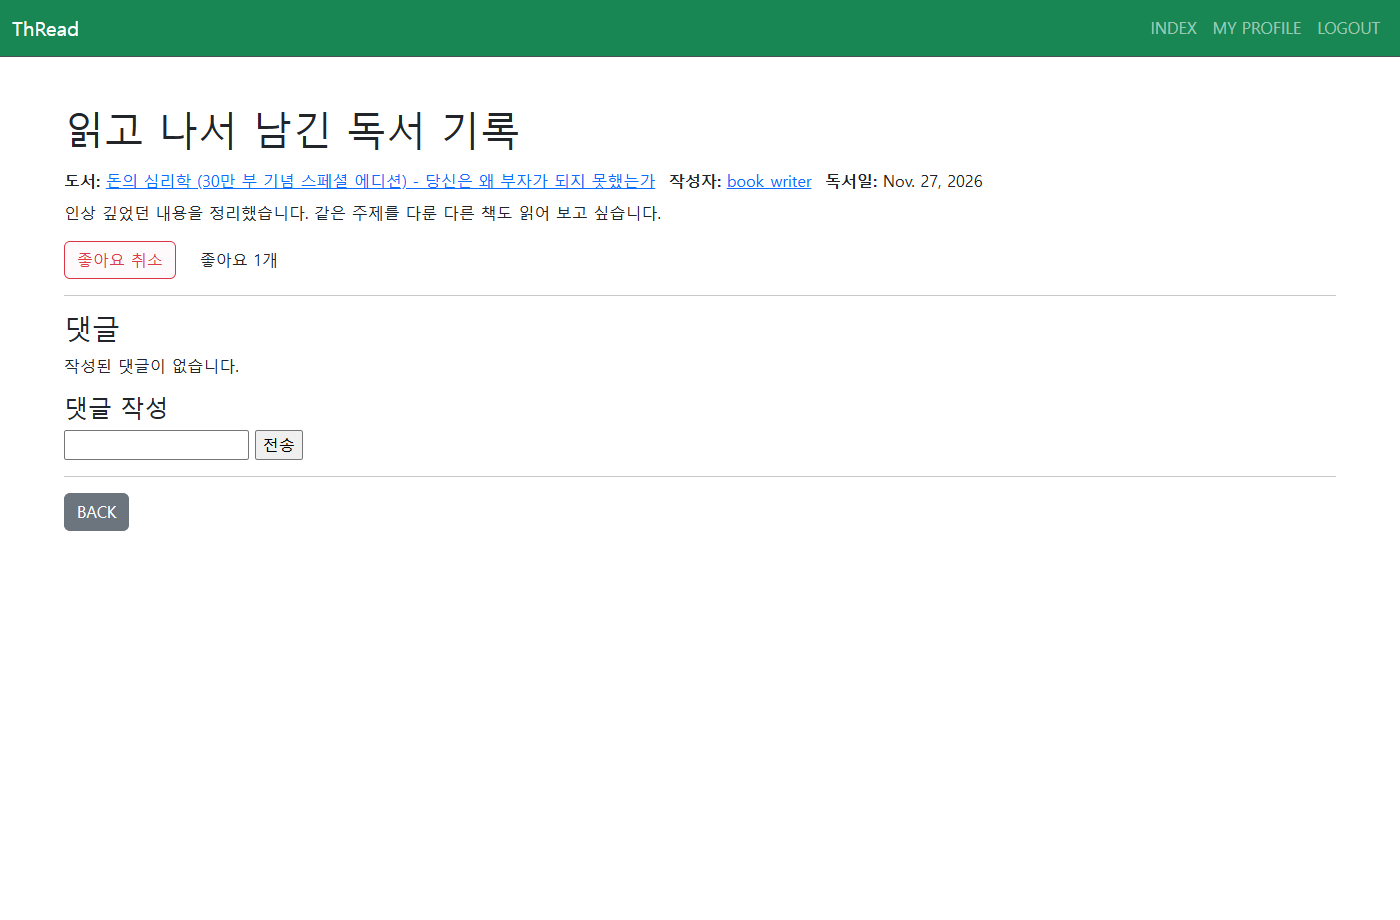 ThRead INDEX MY PROFILE LOGOUT
읽고 나서 남긴 독서 기록
도서: 돈의 심리학 (30만 부 기념 스페셜 에디션) - 당신은 왜 부자가 되지 못했는가 작성자: book_writer 독서일: Nov. 27, 2026
인상 깊었던 내용을 정리했습니다. 같은 주제를 다룬 다른 책도 읽어 보고 싶습니다.
좋아요 취소 좋아요 1개
댓글
작성된 댓글이 없습니다.
댓글 작성
전송
BACK